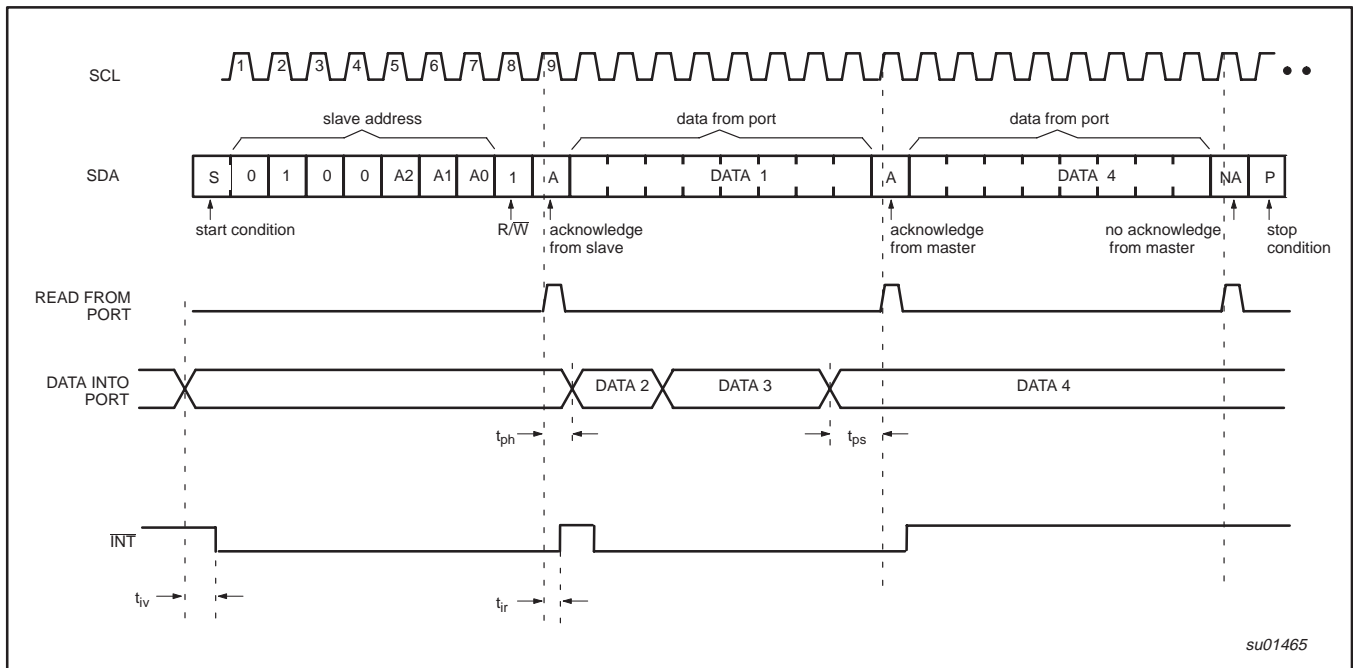 SCL
1 2 3 4 5 6 7 8 9
slave address
data from port
data from port
SDA
S 0 1 0 0 A2 A1 A0 1 A DATA 1 A DATA 4 NA P
start condition
R/W̅
acknowledge
from slave
acknowledge
from master
no acknowledge
from master
stop
condition
READ FROM
PORT
DATA INTO
PORT
DATA 2
DATA 3
DATA 4
tph
tps
I̅N̅T̅
tiv
tir
su01465